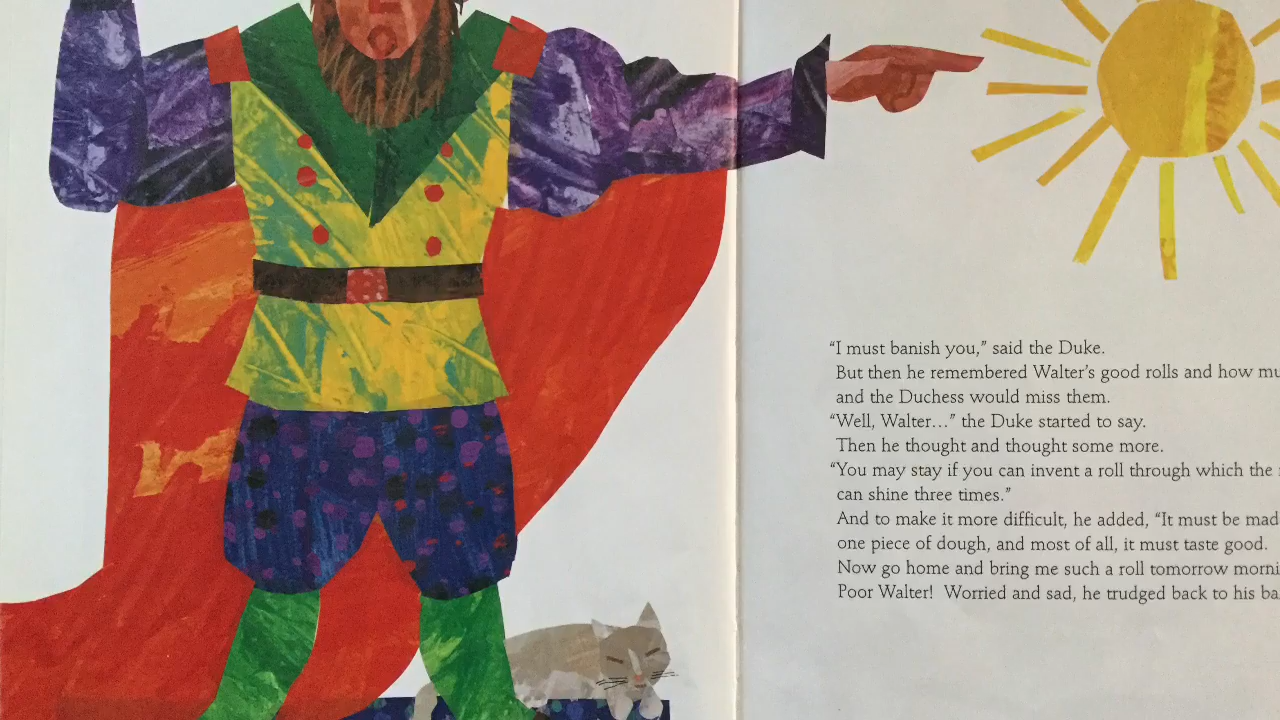 “I must banish you,” said the Duke.
But then he remembered Walter’s good rolls and how
and the Duchess would miss them.
“Well, Walter…” the Duke started to say.
Then he thought and thought some more.
“You may stay if you can invent a roll through which the
can shine three times.”
And to make it more difficult, he added, “It must be
one piece of dough, and most of all, it must taste good.
Now go home and bring me such a roll tomorrow
Poor Walter! Worried and sad, he trudged back to his